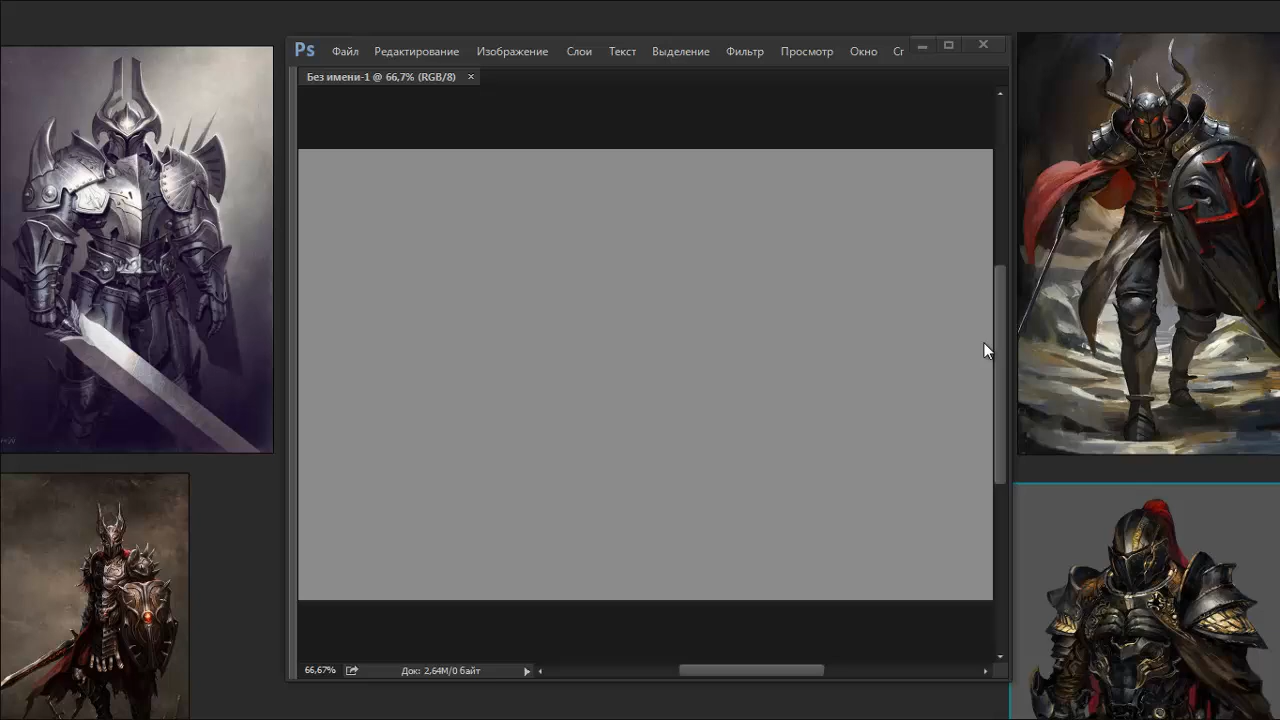 Ps Файл Редактирование Изображение Слои Текст Выделение Фильтр Просмотр Окно Сп
Без имени-1 @ 66,7% (RGB/8) ×
66,67% Док: 2,64M/0 байт